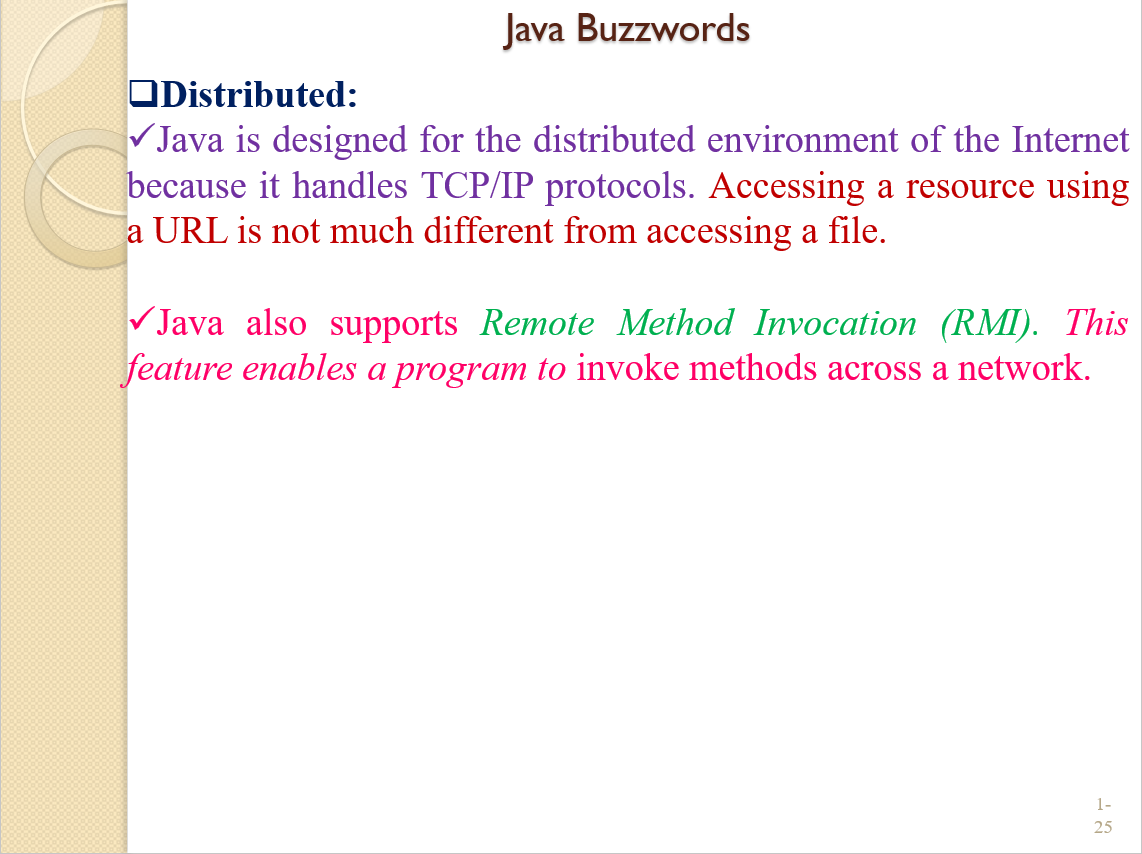 Java Buzzwords
❑Distributed:
✓Java is designed for the distributed environment of the Internet
because it handles TCP/IP protocols. Accessing a resource using
a URL is not much different from accessing a file.
✓Java also supports Remote Method Invocation (RMI). This
feature enables a program to invoke methods across a network.
1-
25